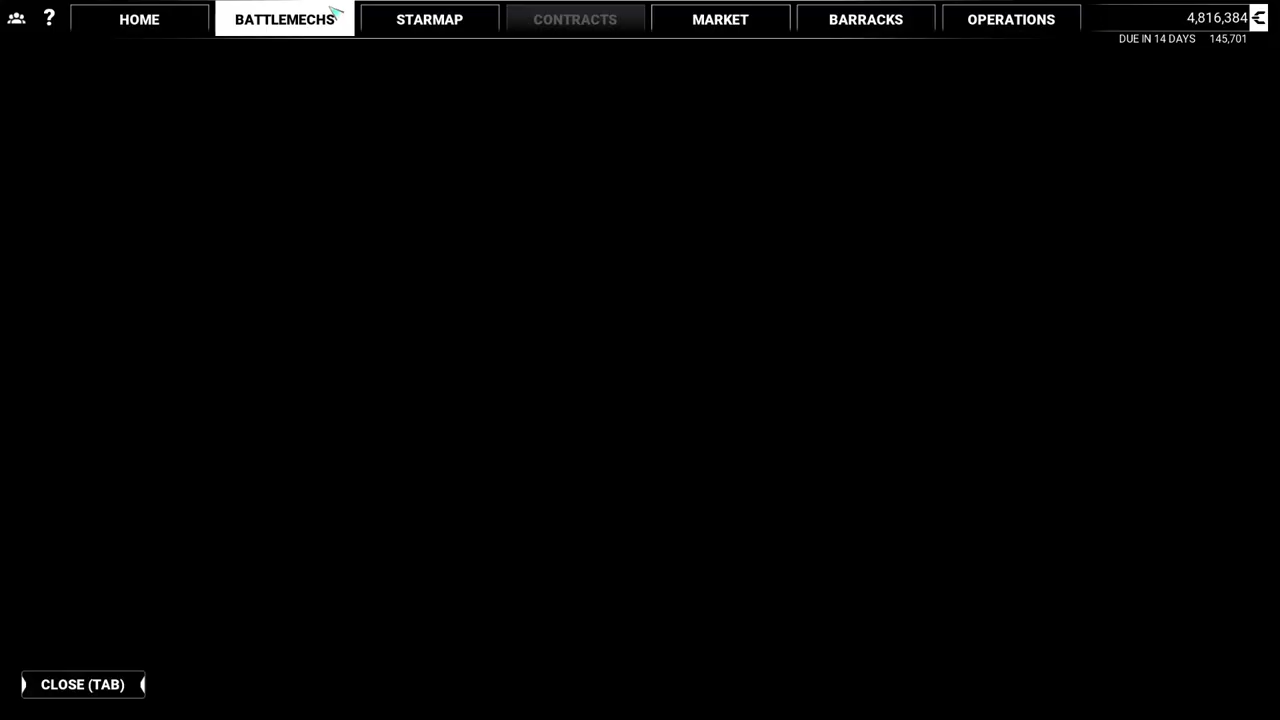 ? HOME BATTLEMECHS STARMAP CONTRACTS MARKET BARRACKS OPERATIONS 4,816,384
DUE IN 14 DAYS 145,701
CLOSE (TAB)